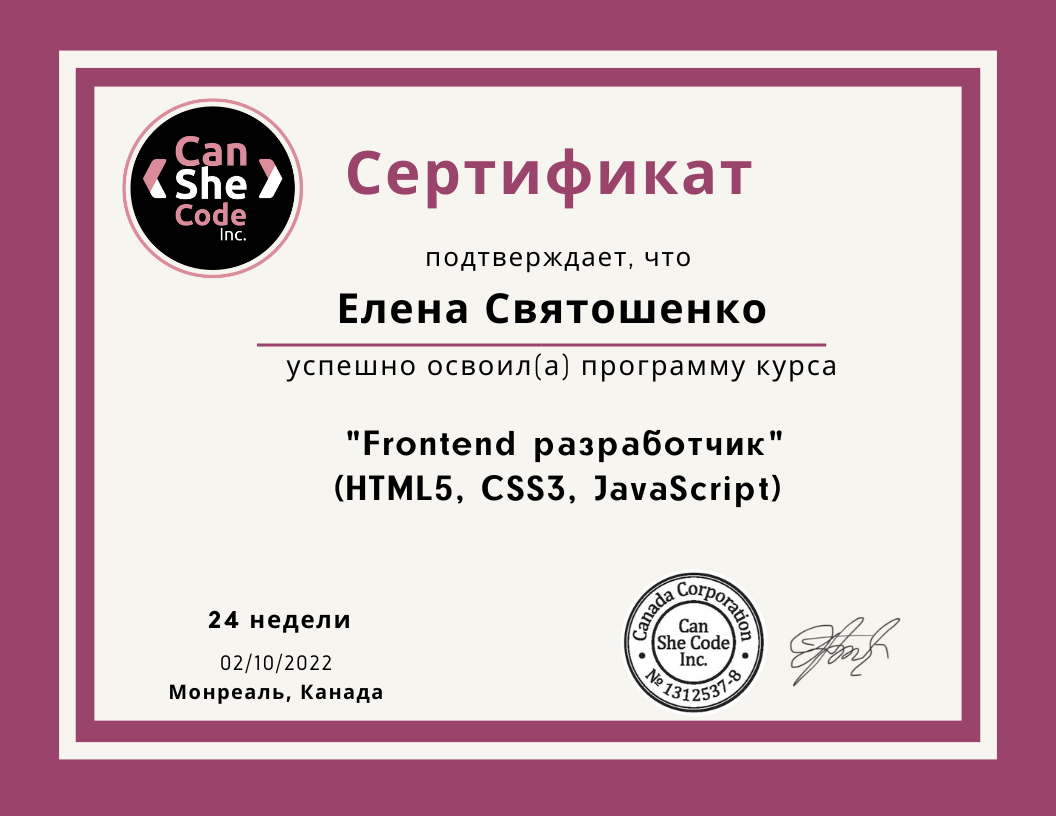 Can
She
Code
Inc.
Сертификат
подтверждает, что
Елена Святошенко
успешно освоил(а) программу курса
"Frontend разработчик"
(HTML5, CSS3, JavaScript)
24 недели
02/10/2022
Монреаль, Канада
Canada Corporation
Can
She Code
Inc.
№ 1312537-8